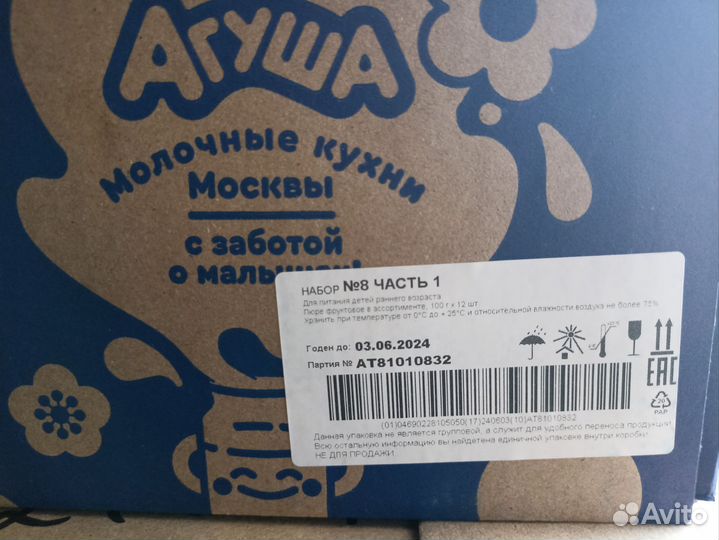 АГУША
Молочные кухни
Москвы
с заботой
о малышах!
НАБОР №8 ЧАСТЬ 1
Для питания детей раннего возраста
Пюре фруктовое в ассортименте, 100 г х 12 шт.
Хранить при температуре от 0°С до + 25°С и относительной влажности воздуха не более 75%
Годен до: 03.06.2024
Партия № AT81010832
EAC
20
PAP
(01)04690228105050(17)240603(10)AT81010832
Данная упаковка не является групповой, а служит для удобного переноса продукции
Всю остальную информацию вы найдете на единичной упаковке внутри коробки
НЕ ДЛЯ ПРОДАЖИ
Avito